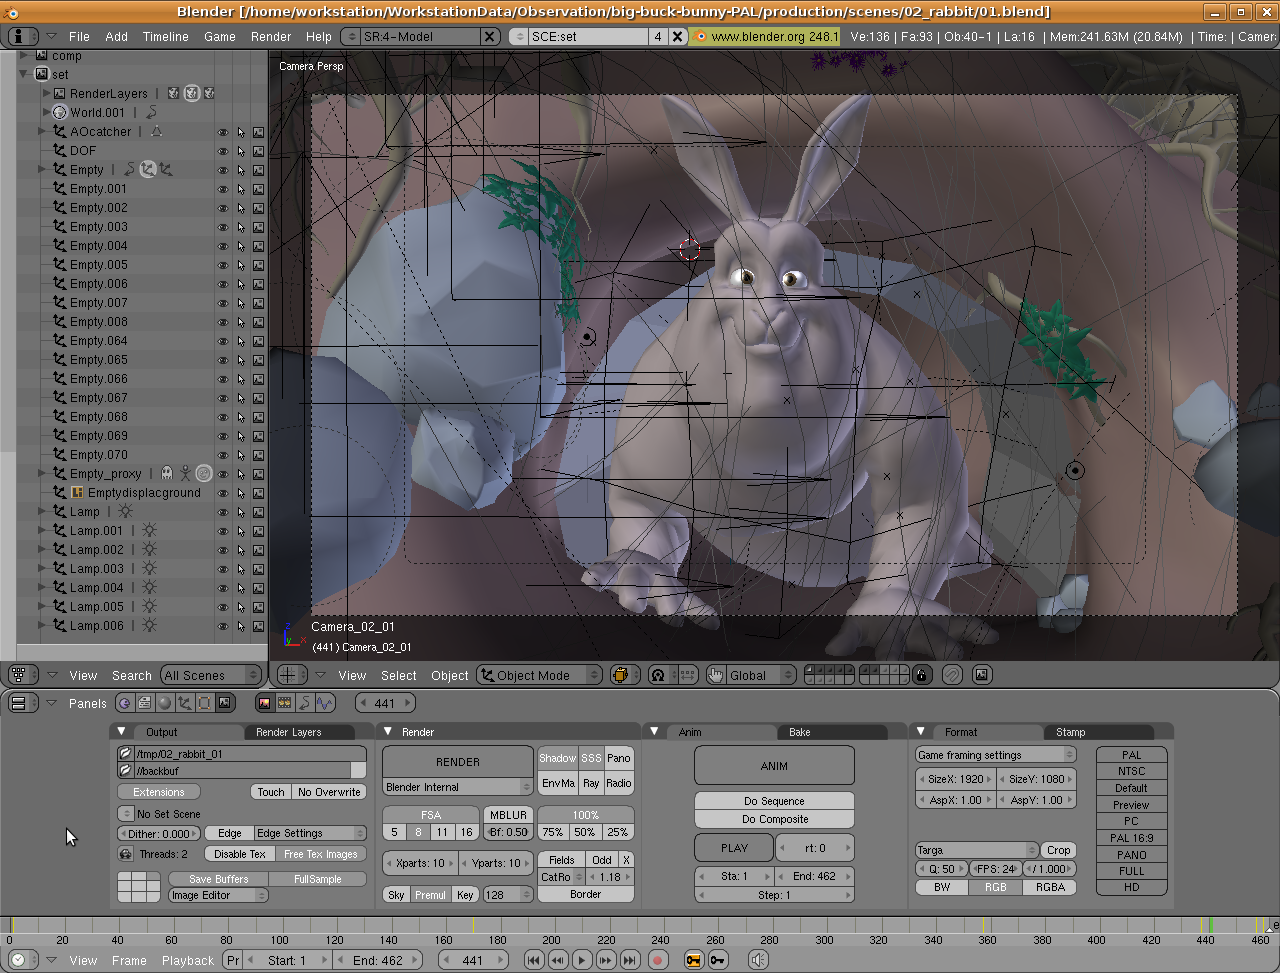 Blender [/home/workstation/WorkstationData/Observation/big-buck-bunny-PAL/production/scenes/02_rabbit/01.blend]
File Add Timeline Game Render Help SR:4-Model SCE:set 4 www.blender.org 248.1 Ve:136 | Fa:93 | Ob:40-1 | La:16 | Mem:241.63M (20.84M) | Time: | Camer
comp
set
RenderLayers
World.001
AOcatcher
DOF
Empty
Empty.001
Empty.002
Empty.003
Empty.004
Empty.005
Empty.006
Empty.007
Empty.008
Empty.064
Empty.065
Empty.066
Empty.067
Empty.068
Empty.069
Empty.070
Empty_proxy
Emptydisplacground
Lamp
Lamp.001
Lamp.002
Lamp.003
Lamp.004
Lamp.005
Lamp.006
View Search All Scenes
Camera Persp
Camera_02_01
(441) Camera_02_01
View Select Object Object Mode Global
Panels 441
Output Render Layers
/tmp/02_rabbit_01
//backbuf
Extensions Touch No Overwrite
No Set Scene
Dither: 0.000 Edge Edge Settings
Threads: 2 Disable Tex Free Tex Images
Save Buffers FullSample
Image Editor
Render
RENDER Shadow SSS Pano
Blender Internal EnvMa Ray Radio
FSA MBLUR 100%
5 8 11 16 Bf: 0.50 75% 50% 25%
Xparts: 10 Yparts: 10 Fields Odd X
CatRo 1.18
Sky Premul Key 128 Border
Anim Bake
ANIM
Do Sequence
Do Composite
PLAY rt: 0
Sta: 1 End: 462
Step: 1
Format Stamp
Game framing settings
SizeX: 1920 SizeY: 1080
AspX: 1.00 AspY: 1.00
Targa Crop
Q: 50 FPS: 24 / 1.000
BW RGB RGBA
PAL
NTSC
Default
Preview
PC
PAL 16:9
PANO
FULL
HD
0 20 40 60 80 100 120 140 160 180 200 220 240 260 280 300 320 340 360 380 400 420 440 460
View Frame Playback Pr Start: 1 End: 462 441